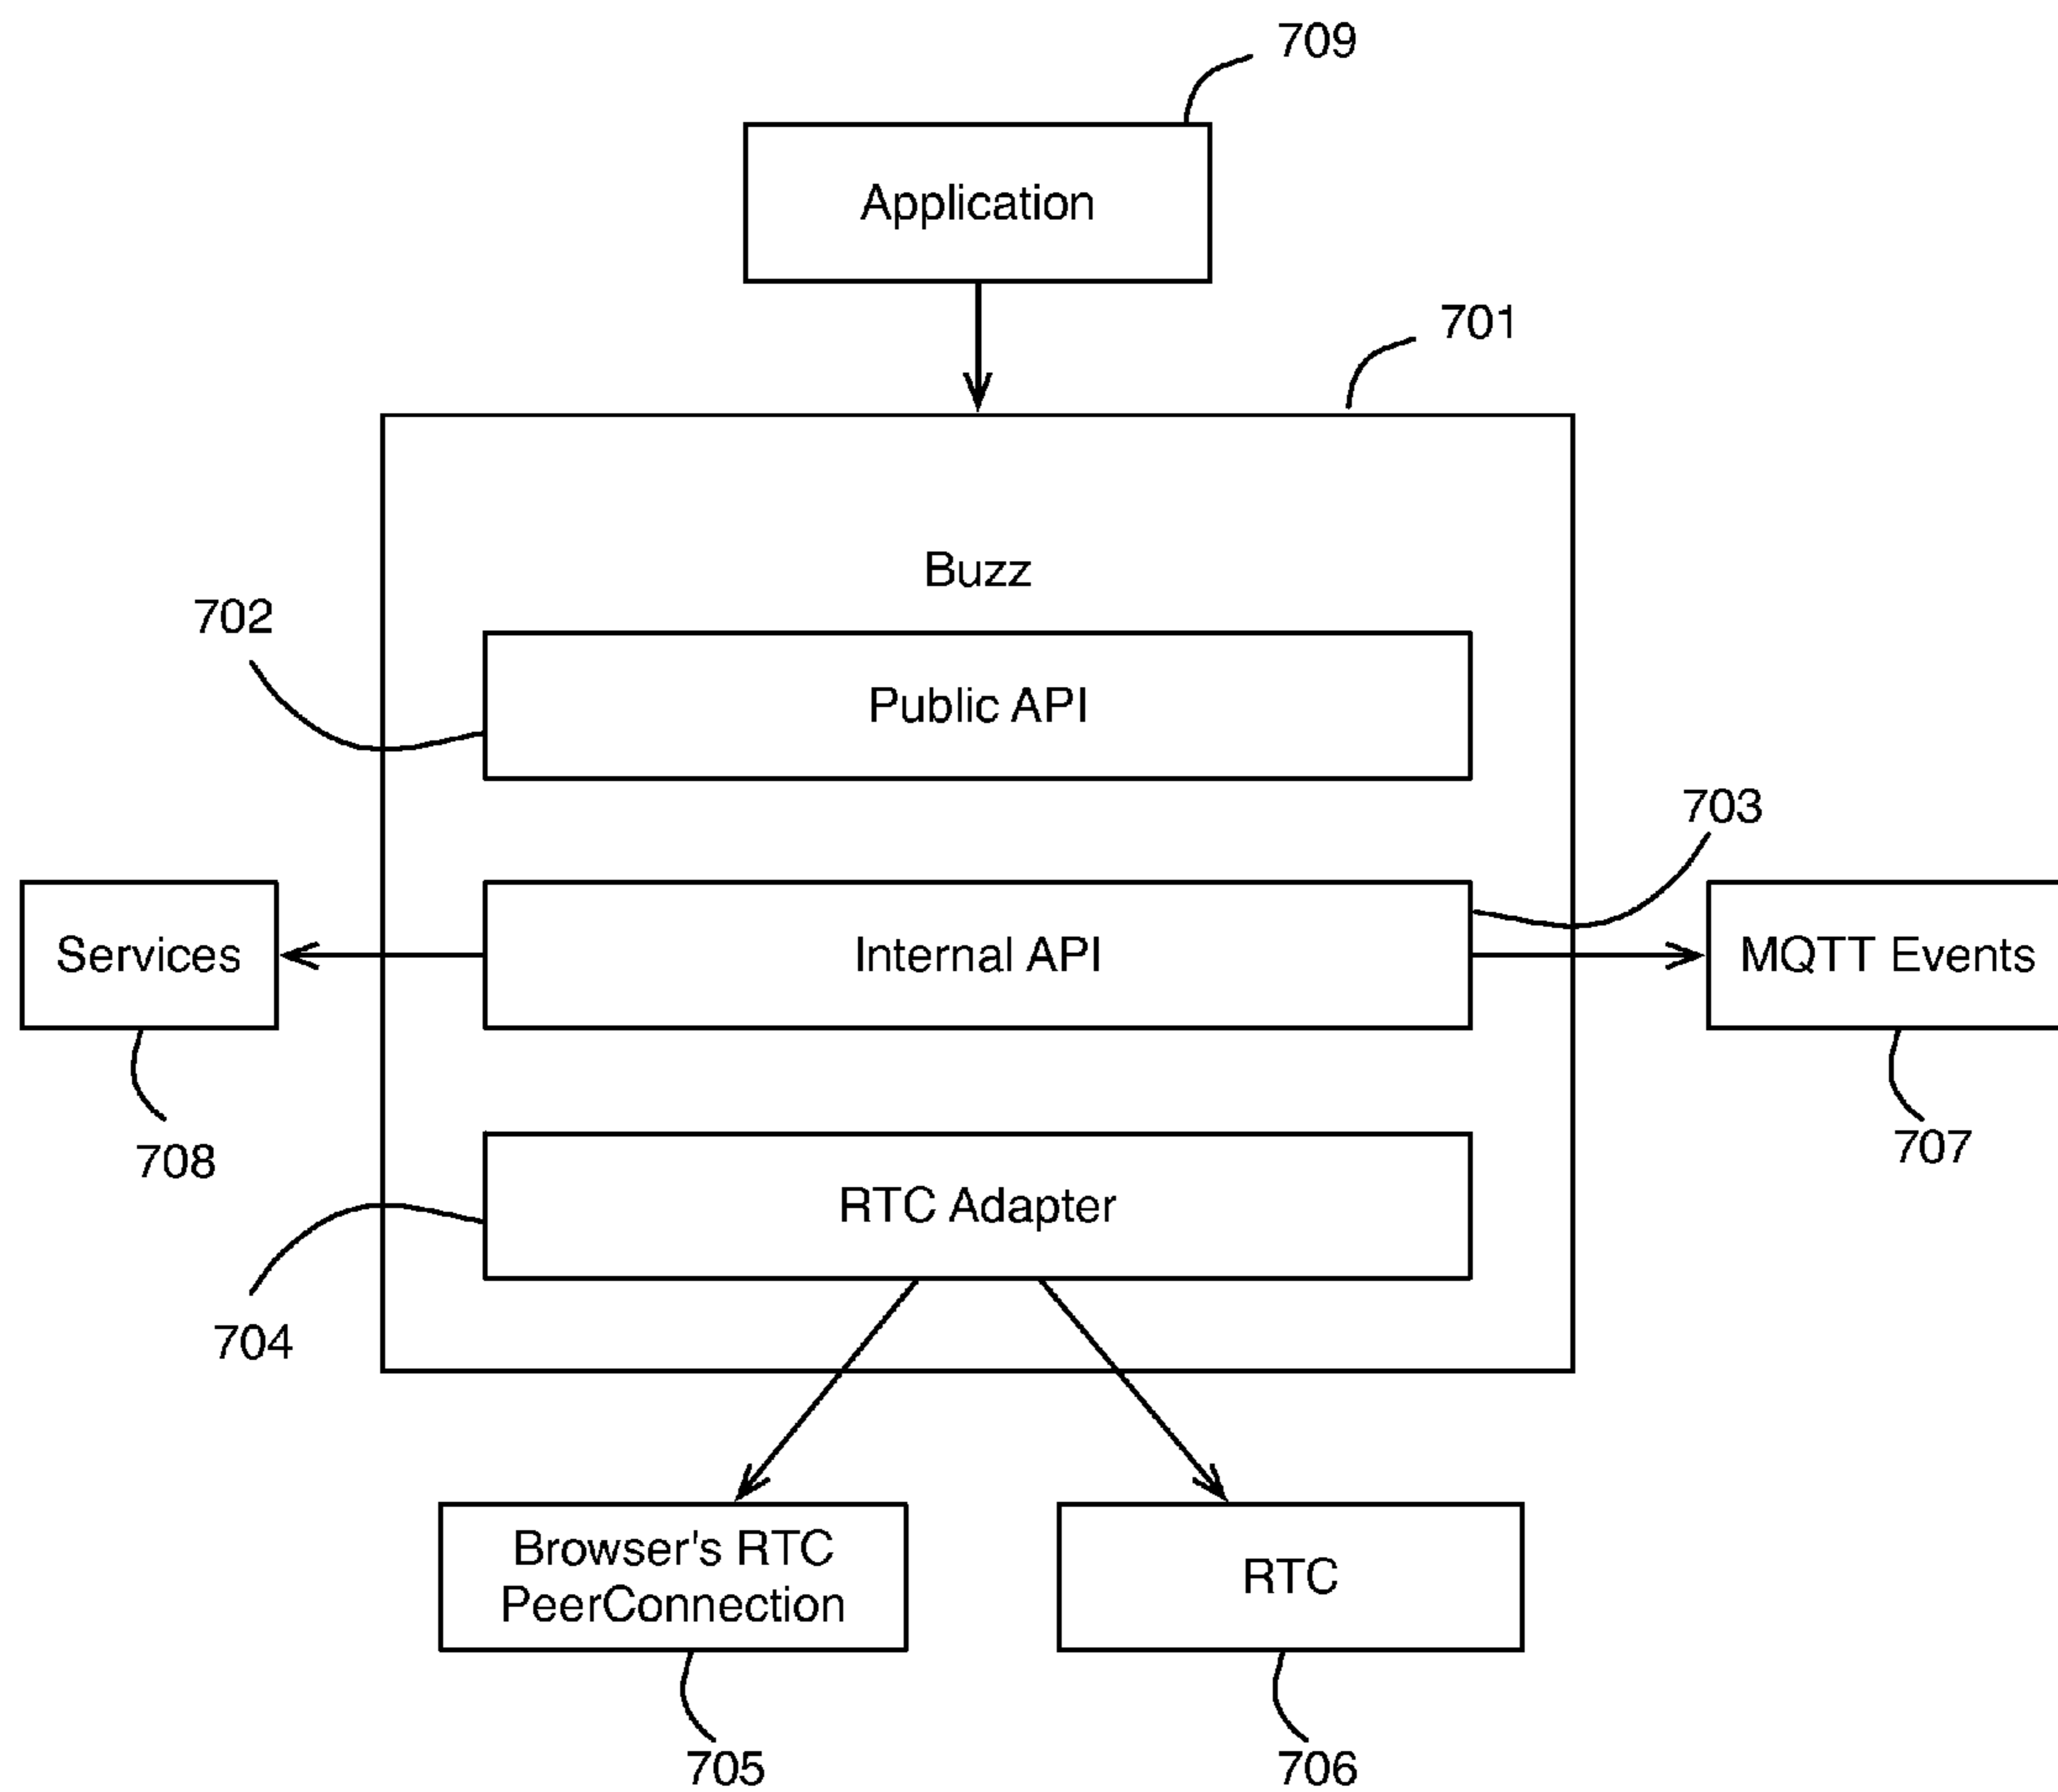 709
Application
701
Buzz
702
Public API
703
Services
Internal API
MQTT Events
708
707
RTC Adapter
704
Browser's RTC
PeerConnection
RTC
705
706